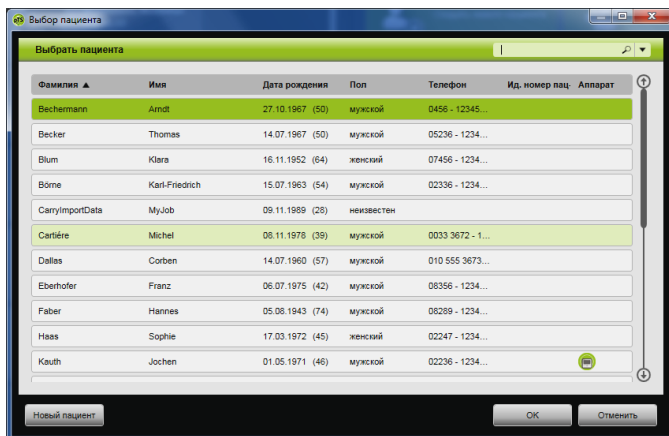 pTS Выбор пациента
Выбрать пациента
Фамилия ▲ Имя Дата рождения Пол Телефон Ид. номер пац- Аппарат
Bechermann Arndt 27.10.1967 (50) мужской 0456 - 12345...
Becker Thomas 14.07.1967 (50) мужской 05236 - 1234...
Blum Klara 16.11.1952 (64) женский 07456 - 1234...
Börne Karl-Friedrich 15.07.1963 (54) мужской 02336 - 1234...
CarryImportData MyJob 09.11.1989 (28) неизвестен
Cartiére Michel 08.11.1978 (39) мужской 0033 3672 - 1...
Dallas Corben 14.07.1960 (57) мужской 010 555 3673...
Eberhofer Franz 06.07.1975 (42) мужской 08356 - 1234...
Faber Hannes 05.08.1943 (74) мужской 08289 - 1234...
Haas Sophie 17.03.1972 (45) женский 02247 - 1234...
Kauth Jochen 01.05.1971 (46) мужской 02236 - 1234...
Новый пациент OK Отменить